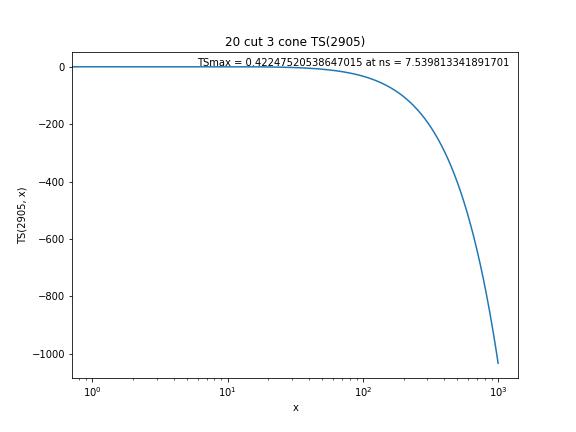 20 cut 3 cone TS(2905)
TSmax = 0.42247520538647015 at ns = 7.539813341891701
0
−200
−400
−600
−800
−1000
TS(2905, x)
10⁰
10¹
10²
10³
x